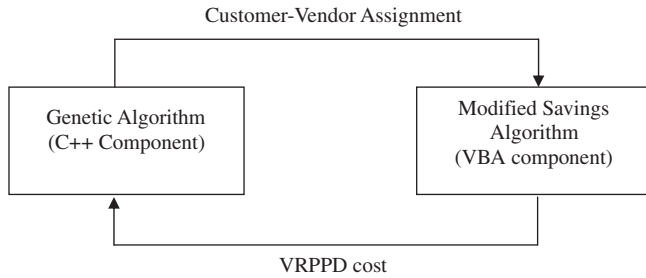 Customer-Vendor Assignment
Genetic Algorithm
(C++ Component)
Modified Savings
Algorithm
(VBA component)
VRPPD cost